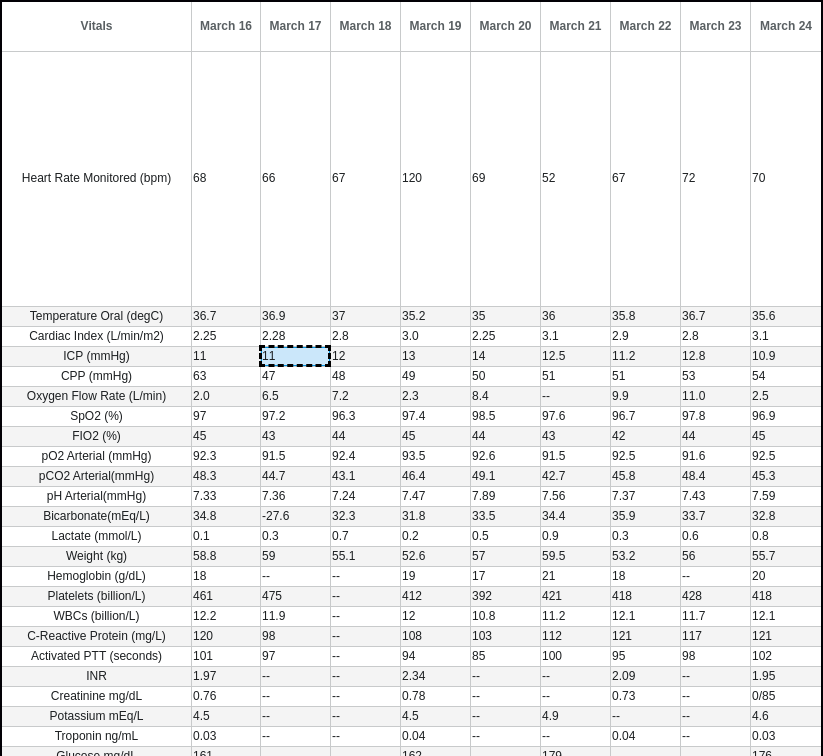 Vitals March 16 March 17 March 18 March 19 March 20 March 21 March 22 March 23 March 24
Heart Rate Monitored (bpm) 68 66 67 120 69 52 67 72 70
Temperature Oral (degC) 36.7 36.9 37 35.2 35 36 35.8 36.7 35.6
Cardiac Index (L/min/m2) 2.25 2.28 2.8 3.0 2.25 3.1 2.9 2.8 3.1
ICP (mmHg) 11 11 12 13 14 12.5 11.2 12.8 10.9
CPP (mmHg) 63 47 48 49 50 51 51 53 54
Oxygen Flow Rate (L/min) 2.0 6.5 7.2 2.3 8.4 -- 9.9 11.0 2.5
SpO2 (%) 97 97.2 96.3 97.4 98.5 97.6 96.7 97.8 96.9
FIO2 (%) 45 43 44 45 44 43 42 44 45
pO2 Arterial (mmHg) 92.3 91.5 92.4 93.5 92.6 91.5 92.5 91.6 92.5
pCO2 Arterial(mmHg) 48.3 44.7 43.1 46.4 49.1 42.7 45.8 48.4 45.3
pH Arterial(mmHg) 7.33 7.36 7.24 7.47 7.89 7.56 7.37 7.43 7.59
Bicarbonate(mEq/L) 34.8 -27.6 32.3 31.8 33.5 34.4 35.9 33.7 32.8
Lactate (mmol/L) 0.1 0.3 0.7 0.2 0.5 0.9 0.3 0.6 0.8
Weight (kg) 58.8 59 55.1 52.6 57 59.5 53.2 56 55.7
Hemoglobin (g/dL) 18 -- -- 19 17 21 18 -- 20
Platelets (billion/L) 461 475 -- 412 392 421 418 428 418
WBCs (billion/L) 12.2 11.9 -- 12 10.8 11.2 12.1 11.7 12.1
C-Reactive Protein (mg/L) 120 98 -- 108 103 112 121 117 121
Activated PTT (seconds) 101 97 -- 94 85 100 95 98 102
INR 1.97 -- -- 2.34 -- -- 2.09 -- 1.95
Creatinine mg/dL 0.76 -- -- 0.78 -- -- 0.73 -- 0/85
Potassium mEq/L 4.5 -- -- 4.5 -- 4.9 -- -- 4.6
Troponin ng/mL 0.03 -- -- 0.04 -- -- 0.04 -- 0.03
Glucose mg/dL 161 -- -- 162 -- 179 -- -- 176